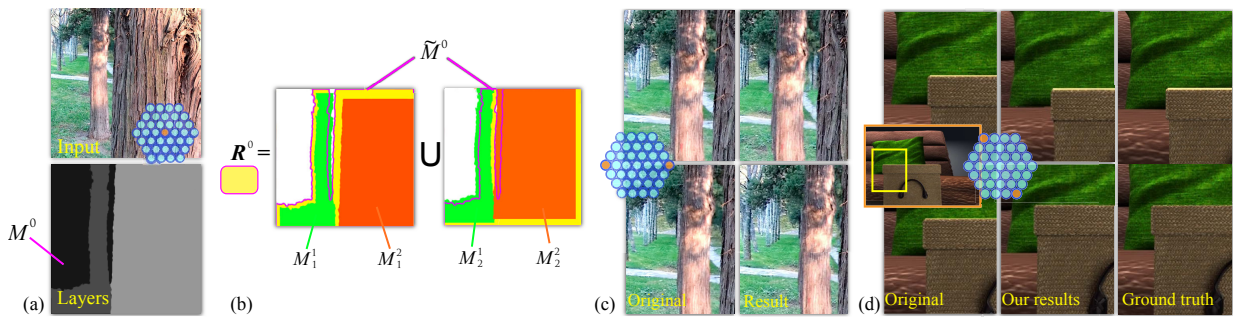 Input
M^0
Layers
(a)
R^0 =
M̃^0
∪
M_1^1
M_1^2
M_2^1
M_2^2
(b)
Original
Result
(c)
Original
Our results
Ground truth
(d)